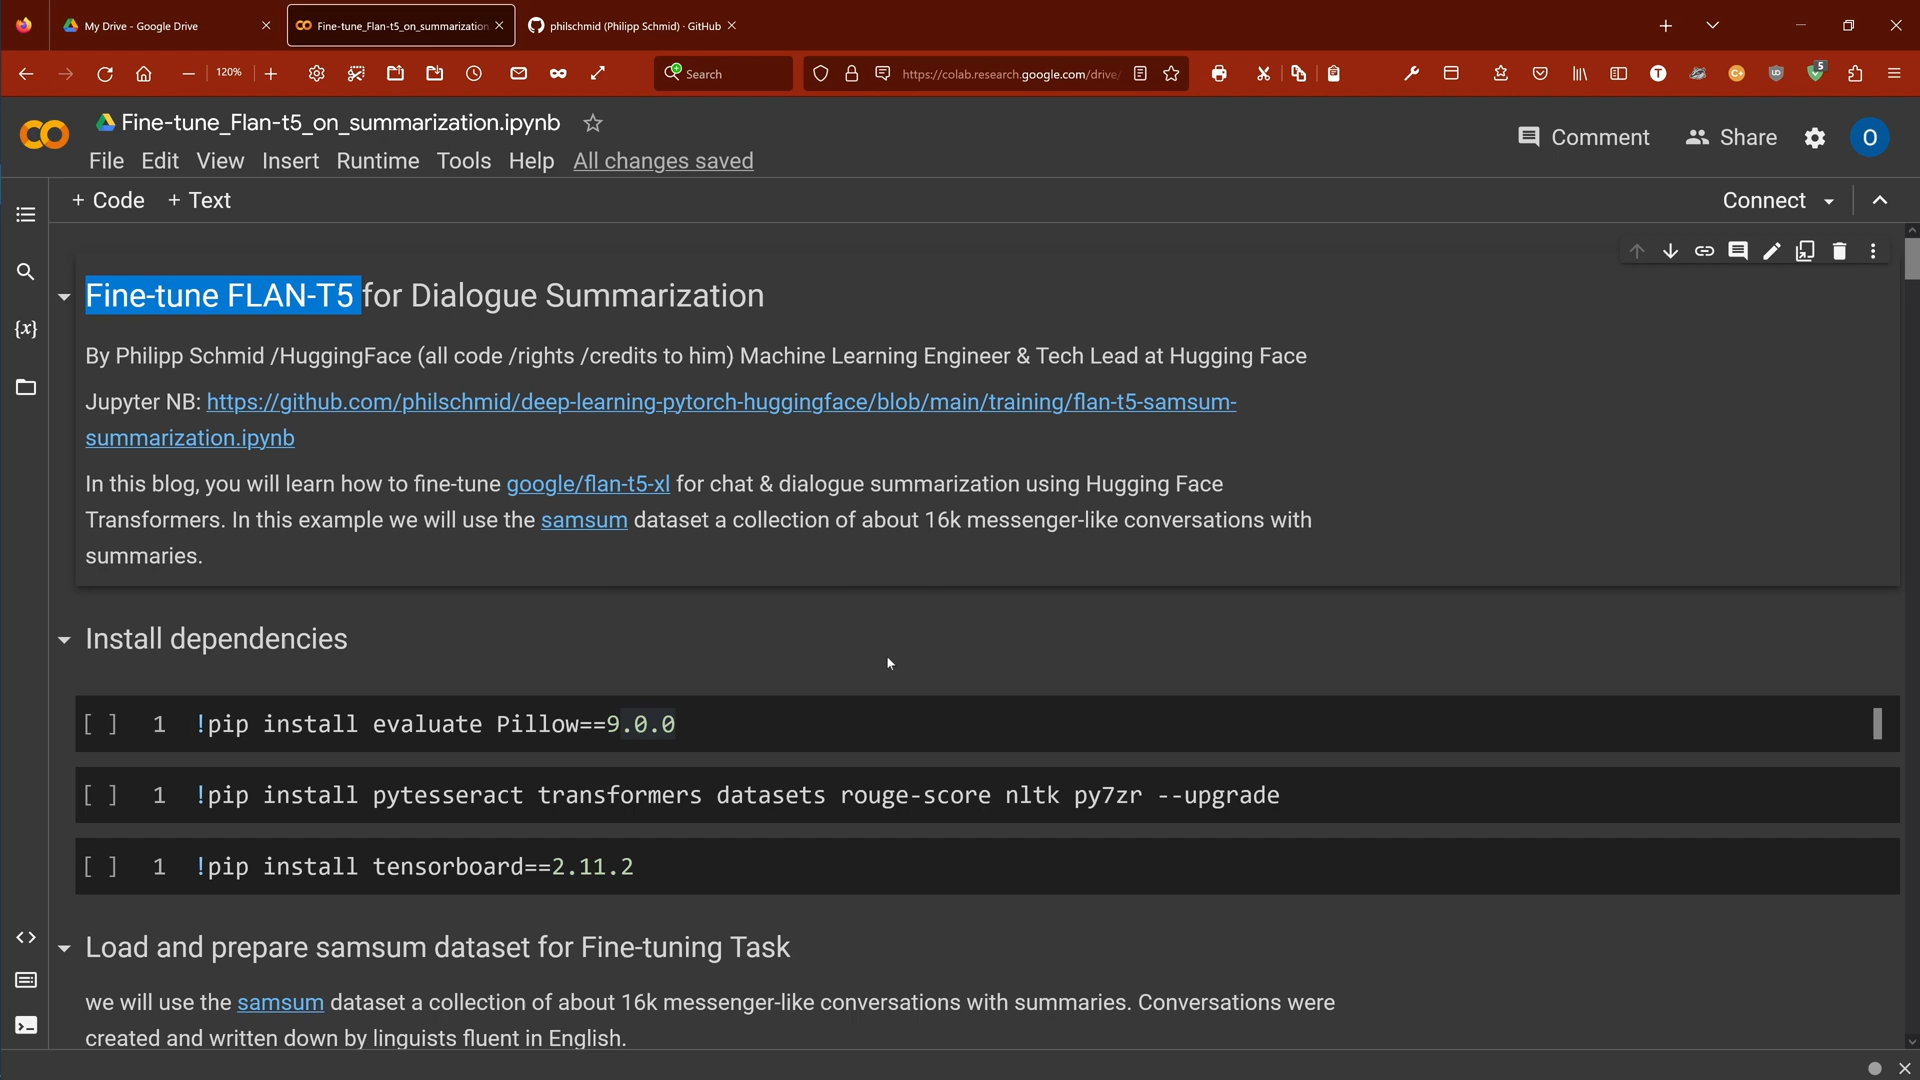 My Drive - Google Drive
Fine-tune_Flan-t5_on_summarization.
philschmid (Philipp Schmid) · GitHub
120%
Search
https://colab.research.google.com/drive/
T
5
Fine-tune_Flan-t5_on_summarization.ipynb
Comment
Share
O
File Edit View Insert Runtime Tools Help All changes saved
+ Code + Text
Connect
Fine-tune FLAN-T5 for Dialogue Summarization
By Philipp Schmid /HuggingFace (all code /rights /credits to him) Machine Learning Engineer & Tech Lead at Hugging Face
Jupyter NB: https://github.com/philschmid/deep-learning-pytorch-huggingface/blob/main/training/flan-t5-samsum-
summarization.ipynb
In this blog, you will learn how to fine-tune google/flan-t5-xl for chat & dialogue summarization using Hugging Face
Transformers. In this example we will use the samsum dataset a collection of about 16k messenger-like conversations with
summaries.
Install dependencies
[ ] 1 !pip install evaluate Pillow==9.0.0
[ ] 1 !pip install pytesseract transformers datasets rouge-score nltk py7zr --upgrade
[ ] 1 !pip install tensorboard==2.11.2
Load and prepare samsum dataset for Fine-tuning Task
we will use the samsum dataset a collection of about 16k messenger-like conversations with summaries. Conversations were
created and written down by linguists fluent in English.